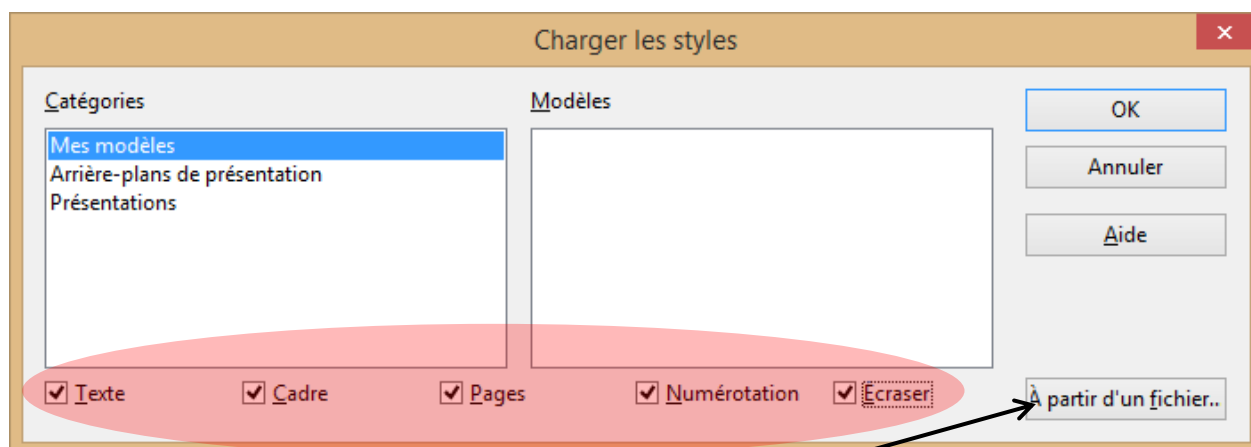 Charger les styles
Catégories
Modèles
Mes modèles
Arrière-plans de présentation
Présentations
OK
Annuler
Aide
Texte
Cadre
Pages
Numérotation
Ecraser
À partir d'un fichier..